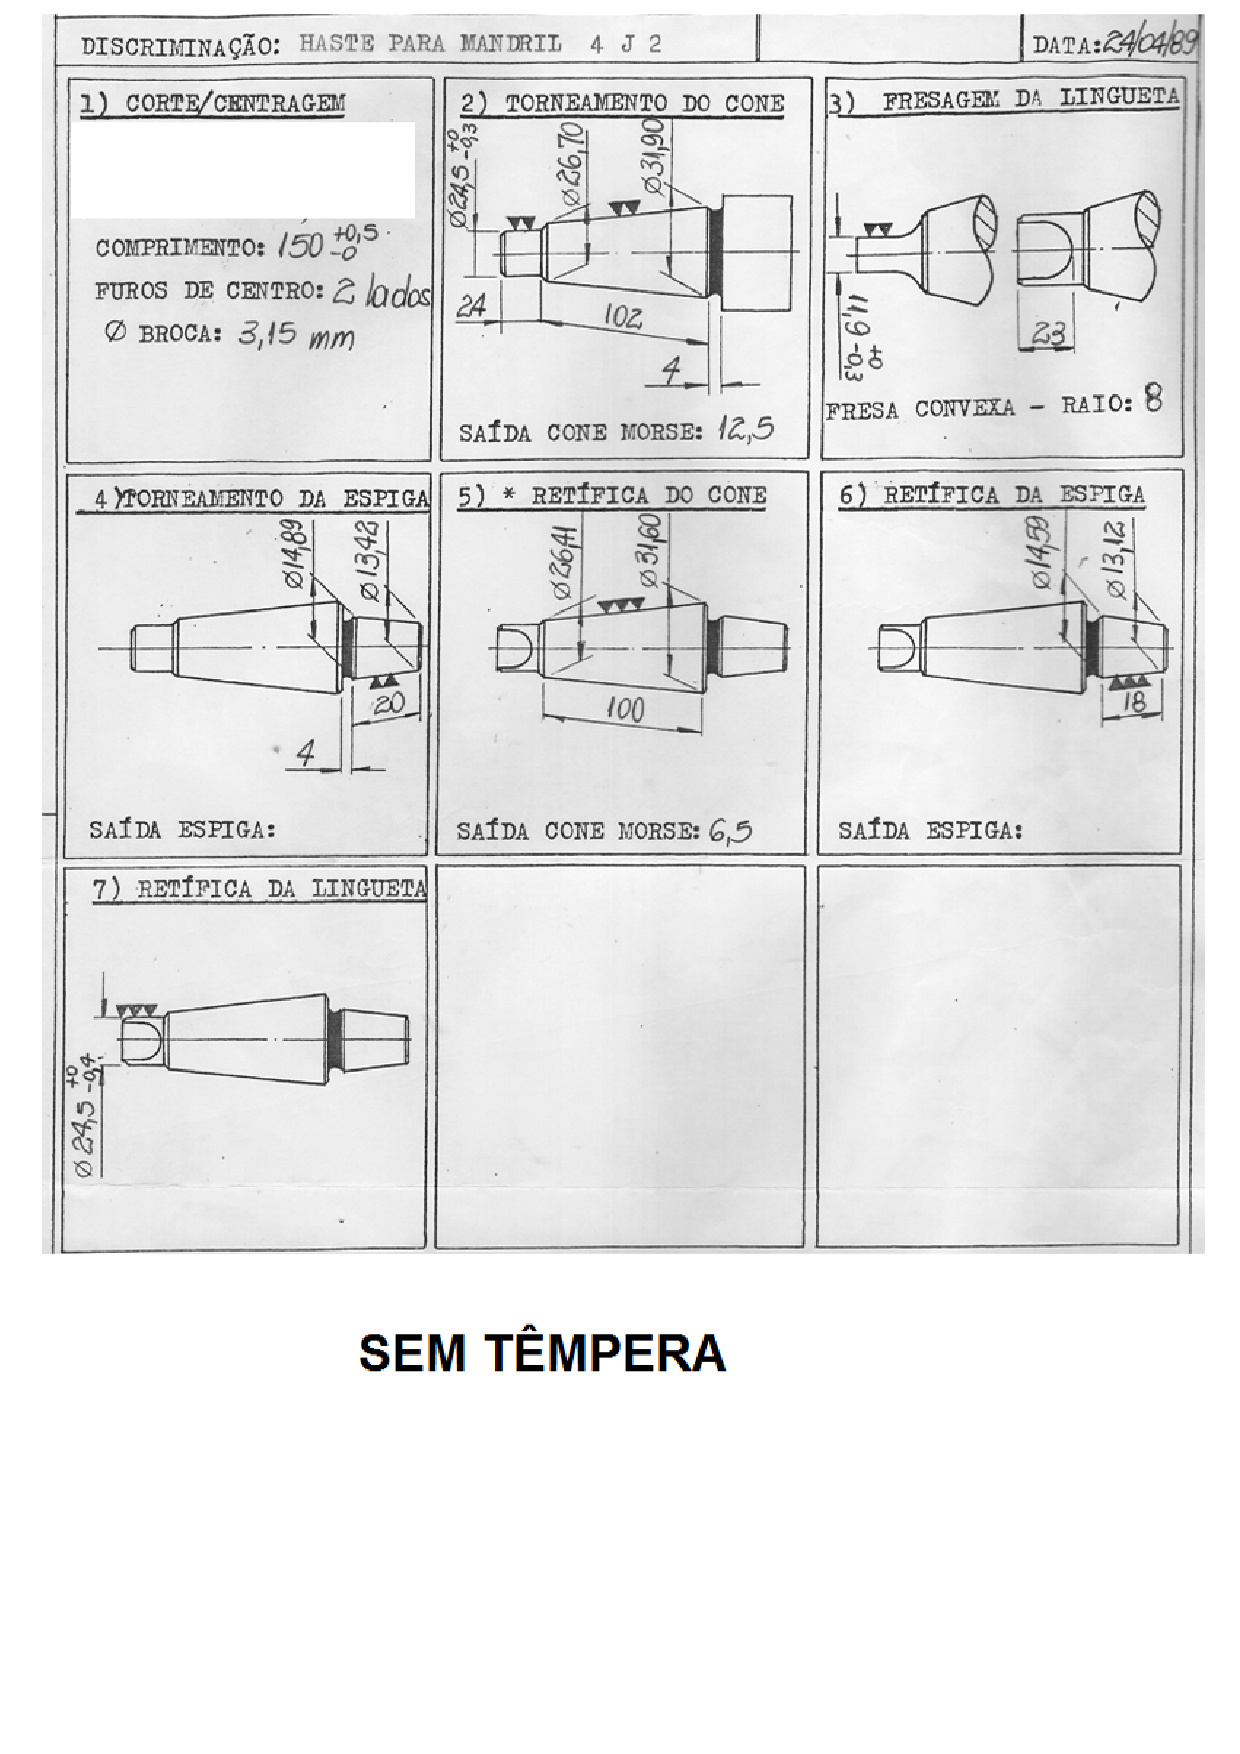 DISCRIMINAÇÃO: HASTE PARA MANDRIL 4 J 2
DATA: 24/04/89
1) CORTE/CENTRAGEM
COMPRIMENTO: 150 +0,5 -0
FUROS DE CENTRO: 2 lados
Ø BROCA: 3,15 mm
2) TORNEAMENTO DO CONE
Ø24,5 +0 -0,3
Ø26,70
Ø31,90
24
102
4
SAÍDA CONE MORSE: 12,5
3) FRESAGEM DA LINGUETA
11,9 +0 -0,3
23
FRESA CONVEXA - RAIO: 8
4) TORNEAMENTO DA ESPIGA
Ø14,89
Ø13,42
20
4
SAÍDA ESPIGA:
5) * RETÍFICA DO CONE
Ø26,41
Ø31,60
100
SAÍDA CONE MORSE: 6,5
6) RETÍFICA DA ESPIGA
Ø14,59
Ø13,12
18
SAÍDA ESPIGA:
7) RETÍFICA DA LINGUETA
Ø24,5 +0 -0,4
SEM TÊMPERA